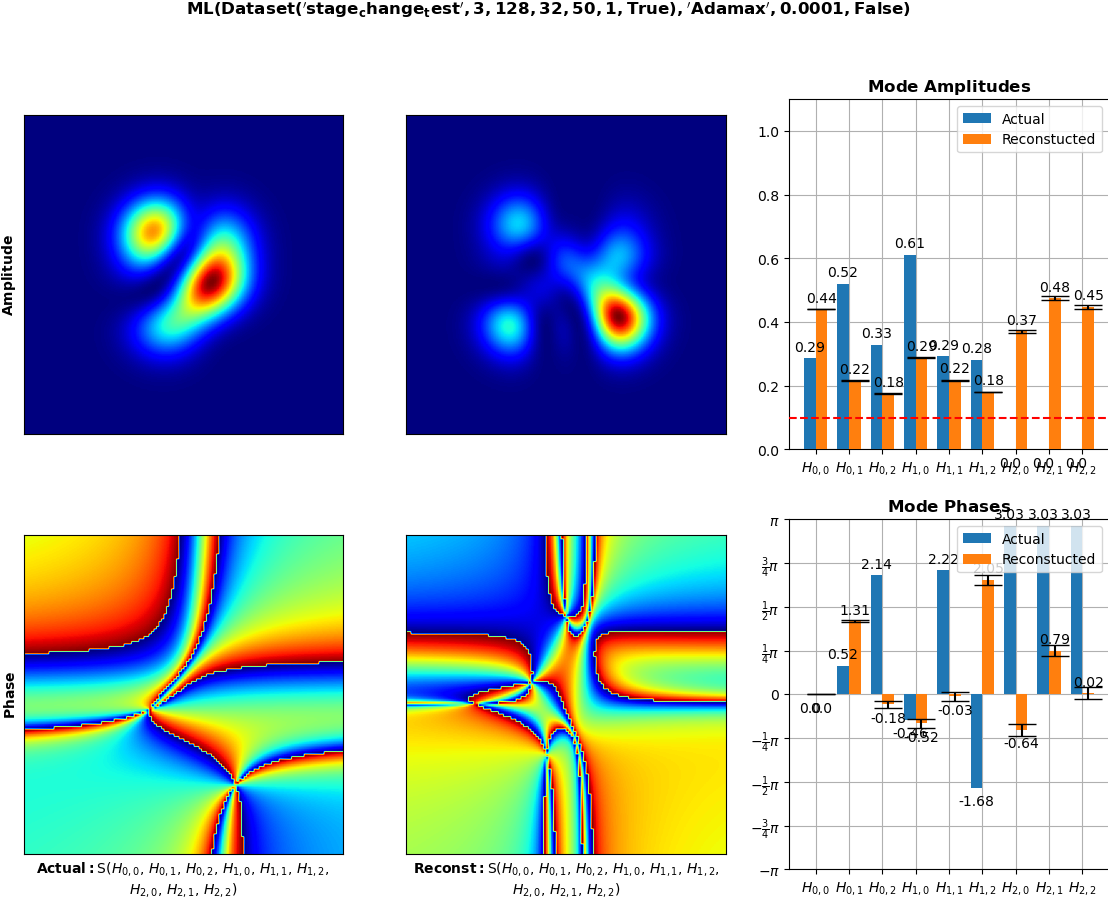 ML(Dataset('stage_change_test', 3, 128, 32, 50, 1, True), 'Adamax', 0.0001, False)
Amplitude
Mode Amplitudes
Actual
Reconstucted
1.0
0.8
0.6
0.4
0.2
0.0
0.29
0.44
0.52
0.22
0.33
0.18
0.61
0.29
0.29
0.22
0.28
0.18
0.37
0.48
0.45
0.0
0.0
0.0
H0,0 H0,1 H0,2 H1,0 H1,1 H1,2 H2,0 H2,1 H2,2
Phase
Mode Phases
Actual
Reconstucted
π
3/4π
1/2π
1/4π
0
−1/4π
−1/2π
−3/4π
−π
0.0
0.0
0.52
1.31
2.14
-0.18
-0.46
-0.52
2.22
-0.03
-1.68
2.05
3.03
-0.64
3.03
0.79
3.03
0.02
H0,0 H0,1 H0,2 H1,0 H1,1 H1,2 H2,0 H2,1 H2,2
Actual: S(H0,0, H0,1, H0,2, H1,0, H1,1, H1,2,
H2,0, H2,1, H2,2)
Reconst: S(H0,0, H0,1, H0,2, H1,0, H1,1, H1,2,
H2,0, H2,1, H2,2)